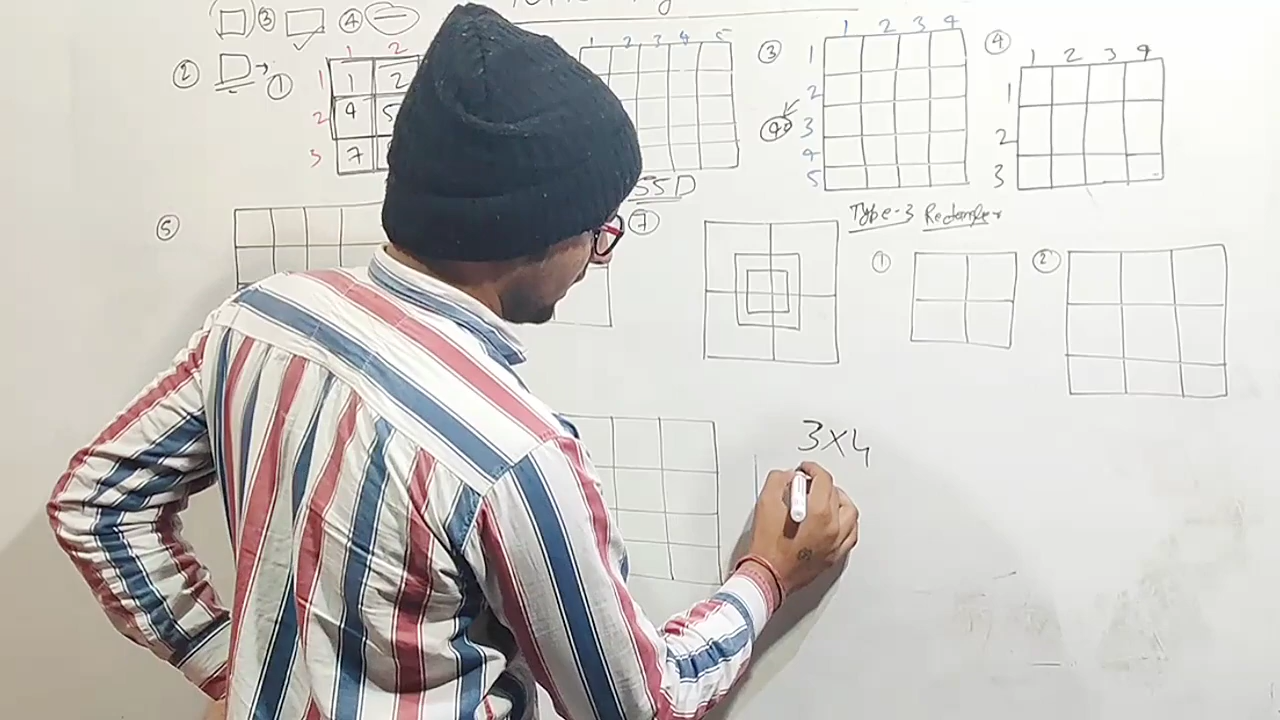 ③ ④
② → ①
1 2
1 1 2
2 4 5
3 7
1 2 3 4 5
③ 1 2 3 4
1
2
3
4
5
④ 1 2 3 4
1
2
3
SSD
⑤
⑦
Type-3 Rectangle
① ②
3×4